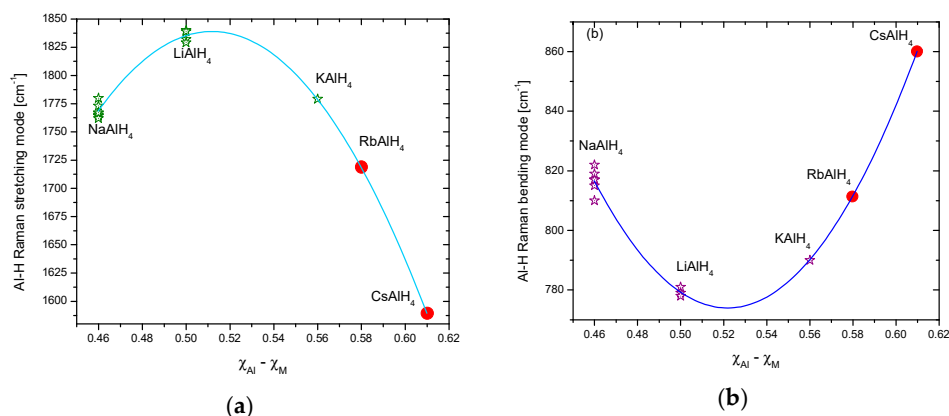 1850
1825
1800
1775
1750
1725
1700
1675
1650
1625
1600
Al-H Raman stretching mode [cm⁻¹]
LiAlH₄
KAlH₄
NaAlH₄
RbAlH₄
CsAlH₄
0.46 0.48 0.50 0.52 0.54 0.56 0.58 0.60 0.62
χAl - χM
(a)
(b)
860
840
820
800
780
Al-H Raman bending mode [cm⁻¹]
CsAlH₄
NaAlH₄
RbAlH₄
KAlH₄
LiAlH₄
0.46 0.48 0.50 0.52 0.54 0.56 0.58 0.60 0.62
χAl - χM
(b)